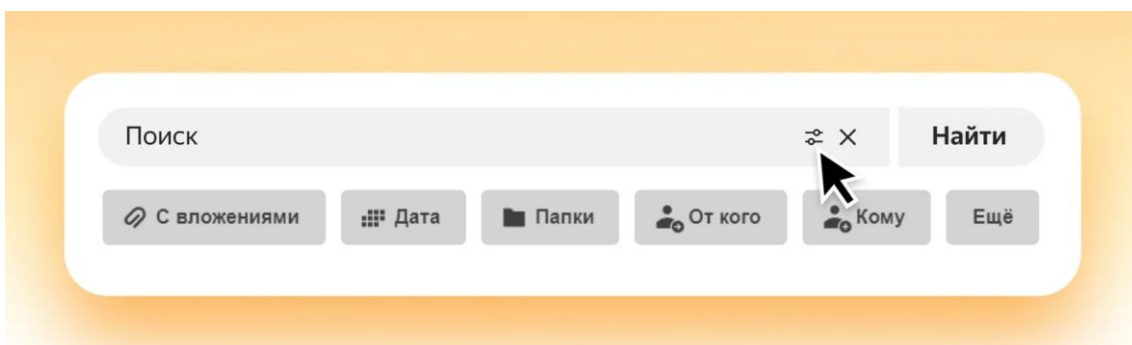 Поиск
Найти
С вложениями
Дата
Папки
От кого
Кому
Ещё